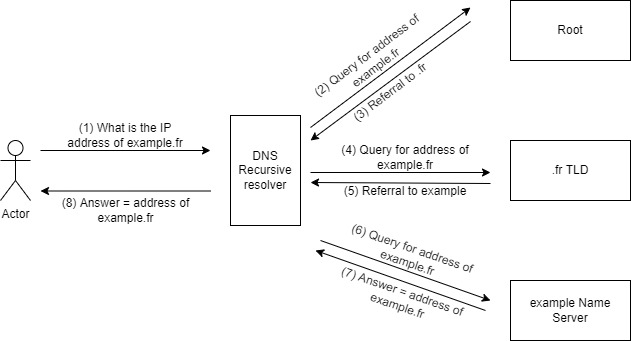 Root
(2) Query for address of
example.fr
(3) Referral to .fr
(1) What is the IP
address of example.fr
DNS
Recursive
resolver
(4) Query for address of
example.fr
.fr TLD
(5) Referral to example
(8) Answer = address of
example.fr
Actor
(6) Query for address of
example.fr
(7) Answer = address of
example.fr
example Name
Server